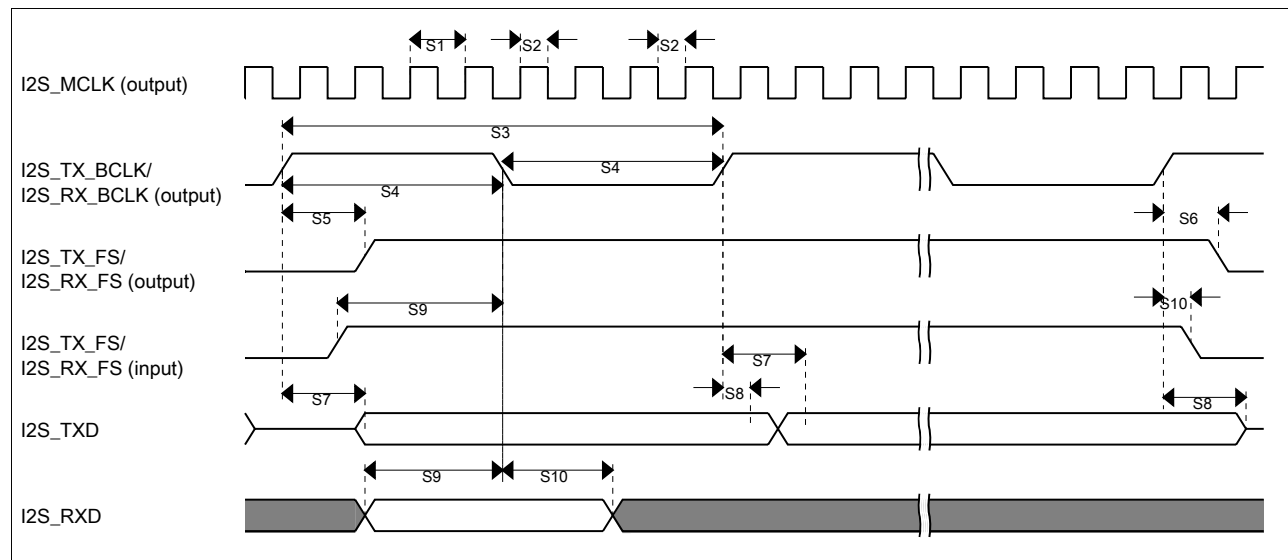 S1
S2
S2
I2S_MCLK (output)
S3
I2S_TX_BCLK/
I2S_RX_BCLK (output)
S4
S4
S5
S6
I2S_TX_FS/
I2S_RX_FS (output)
S9
S10
I2S_TX_FS/
I2S_RX_FS (input)
S7
S7
S8
S8
I2S_TXD
S9
S10
I2S_RXD